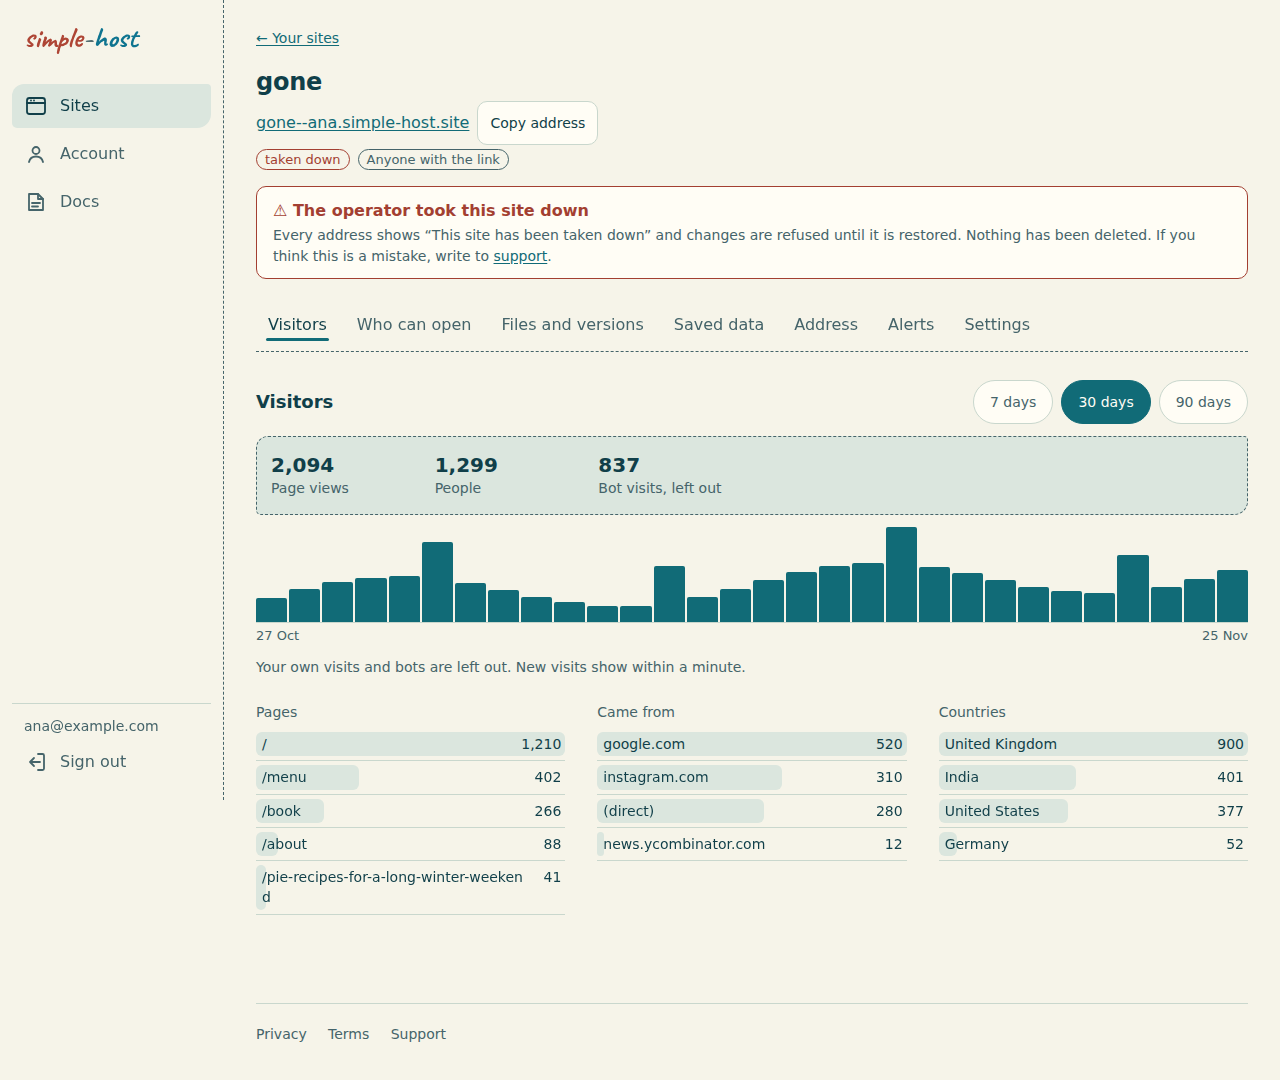 simple-host
Sites
Account
Docs
ana@example.com
Sign out
← Your sites
gone
gone--ana.simple-host.site
Copy address
taken down
Anyone with the link
⚠ The operator took this site down
Every address shows “This site has been taken down” and changes are refused until it is restored. Nothing has been deleted. If you
think this is a mistake, write to support.
Visitors
Who can open
Files and versions
Saved data
Address
Alerts
Settings
Visitors
7 days
30 days
90 days
2,094
Page views
1,299
People
837
Bot visits, left out
27 Oct
25 Nov
Your own visits and bots are left out. New visits show within a minute.
Pages
/ 1,210
/menu 402
/book 266
/about 88
/pie-recipes-for-a-long-winter-weeken 41
d
Came from
google.com 520
instagram.com 310
(direct) 280
news.ycombinator.com 12
Countries
United Kingdom 900
India 401
United States 377
Germany 52
Privacy
Terms
Support